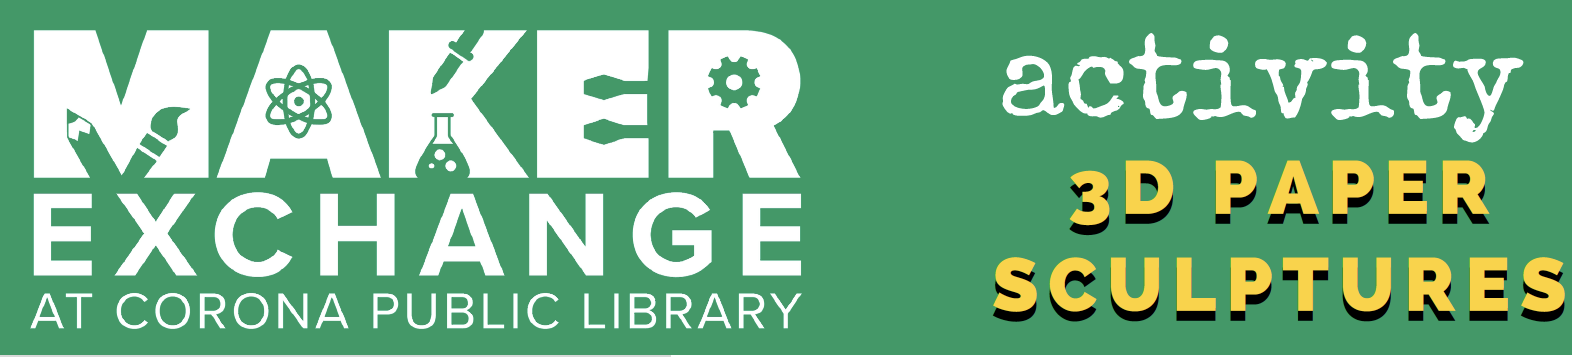 MAKER
EXCHANGE
AT CORONA PUBLIC LIBRARY
activity
3D PAPER
SCULPTURES